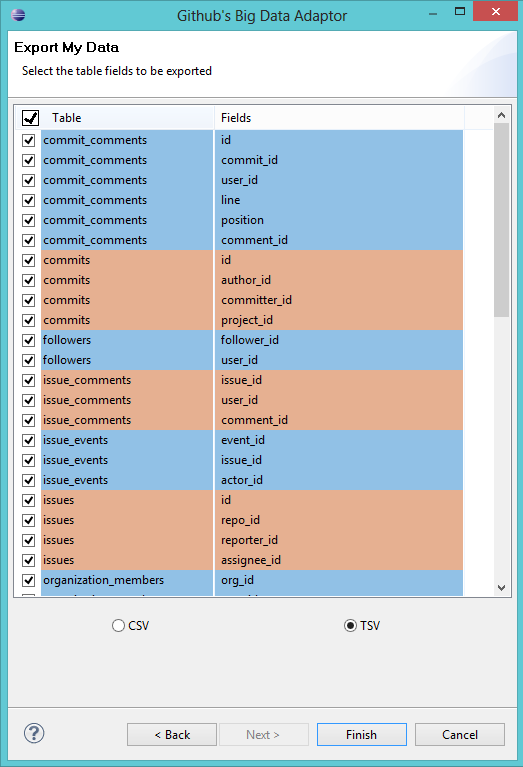 Github's Big Data Adaptor
Export My Data
Select the table fields to be exported
Table Fields
commit_comments id
commit_comments commit_id
commit_comments user_id
commit_comments line
commit_comments position
commit_comments comment_id
commits id
commits author_id
commits committer_id
commits project_id
followers follower_id
followers user_id
issue_comments issue_id
issue_comments user_id
issue_comments comment_id
issue_events event_id
issue_events issue_id
issue_events actor_id
issues id
issues repo_id
issues reporter_id
issues assignee_id
organization_members org_id
CSV TSV
? < Back Next > Finish Cancel